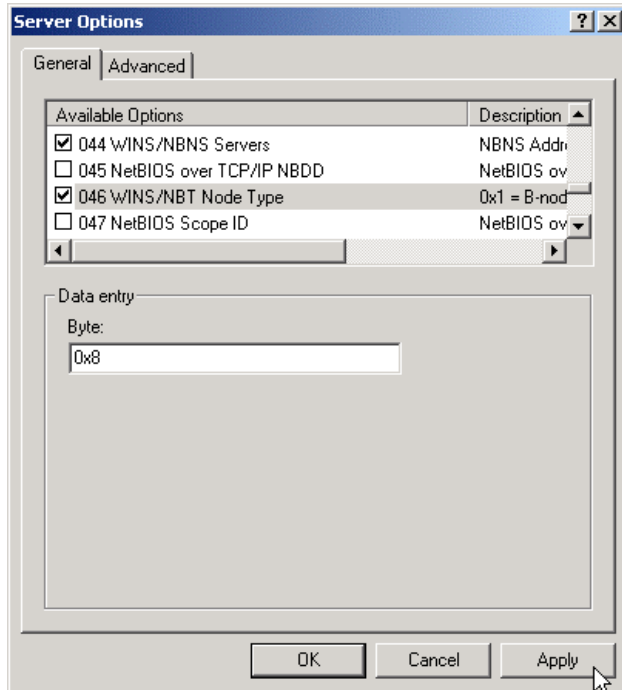 Server Options
General Advanced
Available Options Description
044 WINS/NBNS Servers NBNS Addr
045 NetBIOS over TCP/IP NBDD NetBIOS ov
046 WINS/NBT Node Type 0x1 = B-nod
047 NetBIOS Scope ID NetBIOS ov
Data entry
Byte:
0x8
OK Cancel Apply